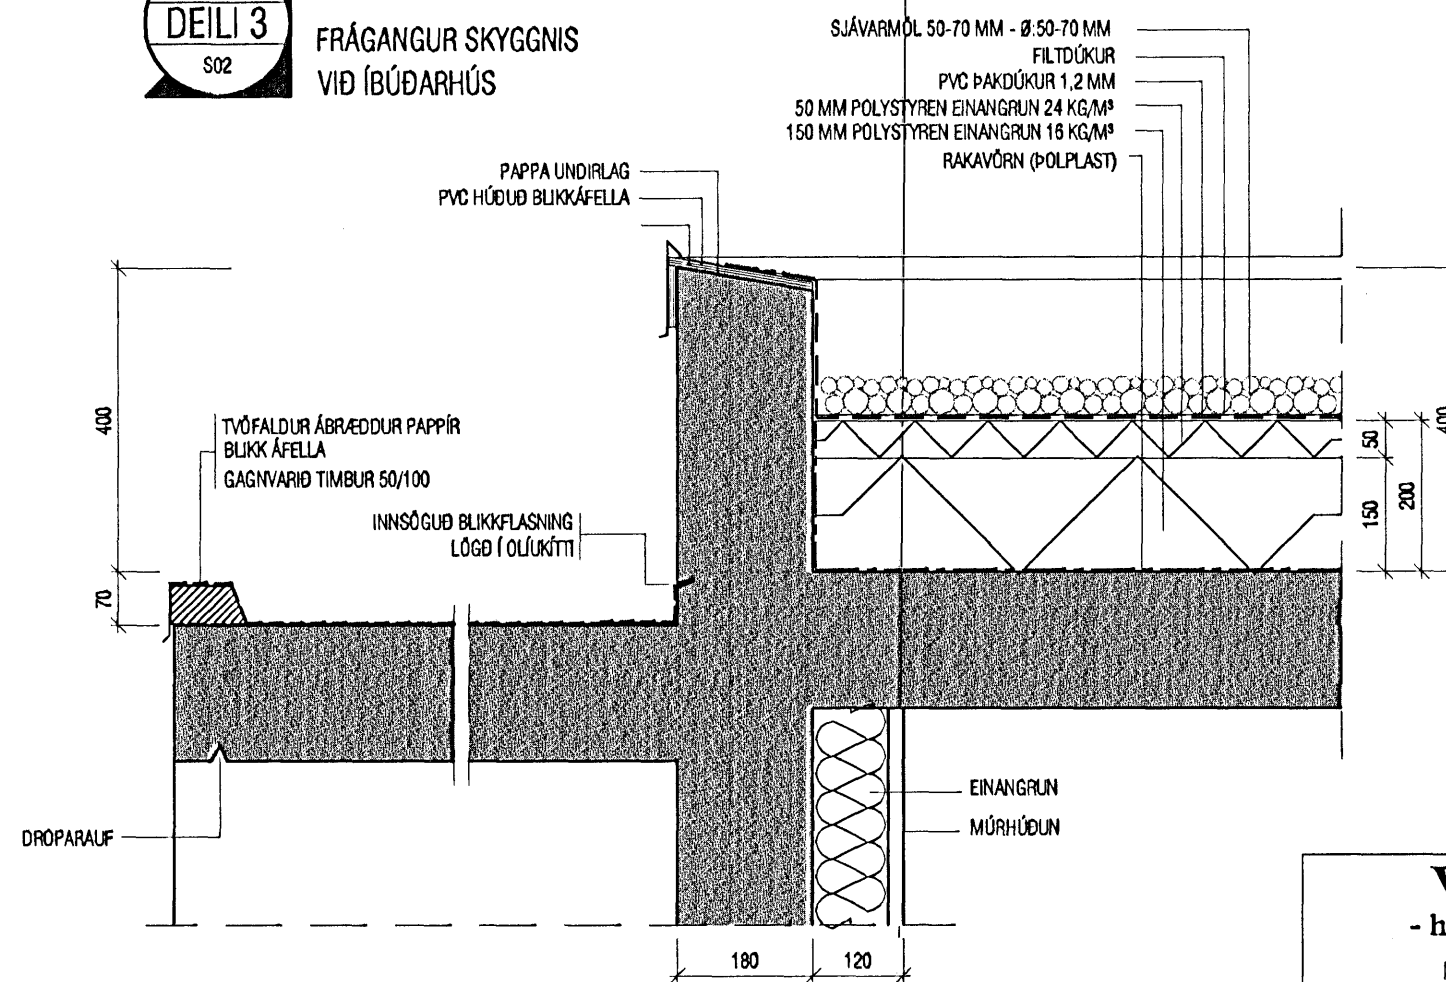 DEILI 3
S02
FRÁGANGUR SKYGGNIS
VIÐ ÍBÚÐARHÚS
SJÁVARMÖL 50-70 MM - Ø:50-70 MM
FILTDÚKUR
PVC ÞAKDÚKUR 1,2 MM
50 MM POLYSTYREN EINANGRUN 24 KG/M³
150 MM POLYSTYREN EINANGRUN 16 KG/M³
RAKAVÖRN (ÞOLPLAST)
PAPPA UNDIRLAG
PVC HÚÐUÐ BLIKKÁFELLA
400
TVÖFALDUR ÁBRÆDDUR PAPPÍR
BLIKK ÁFELLA
GAGNVARIÐ TIMBUR 50/100
INNSÖGUÐ BLIKKFLASNING
LÖGÐ Í OLÍUKÍTTI
70
50
150
200
400
EINANGRUN
MÚRHÚÐUN
DROPARAUF
180
120
- h